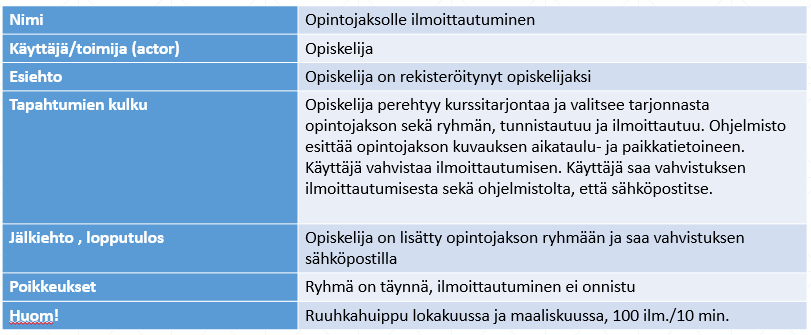 Nimi
Opintojaksolle ilmoittautuminen
Käyttäjä/toimija (actor)
Opiskelija
Esiehto
Opiskelija on rekisteröitynyt opiskelijaksi
Tapahtumien kulku
Opiskelija perehtyy kurssitarjontaa ja valitsee tarjonnasta
opintojakson sekä ryhmän, tunnistautuu ja ilmoittautuu. Ohjelmisto
esittää opintojakson kuvauksen aikataulu- ja paikkatietoineen.
Käyttäjä vahvistaa ilmoittautumisen. Käyttäjä saa vahvistuksen
ilmoittautumisesta sekä ohjelmistolta, että sähköpostitse.
Jälkiehto , lopputulos
Opiskelija on lisätty opintojakson ryhmään ja saa vahvistuksen
sähköpostilla
Poikkeukset
Ryhmä on täynnä, ilmoittautuminen ei onnistu
Huom!
Ruuhkahuippu lokakuussa ja maaliskuussa, 100 ilm./10 min.